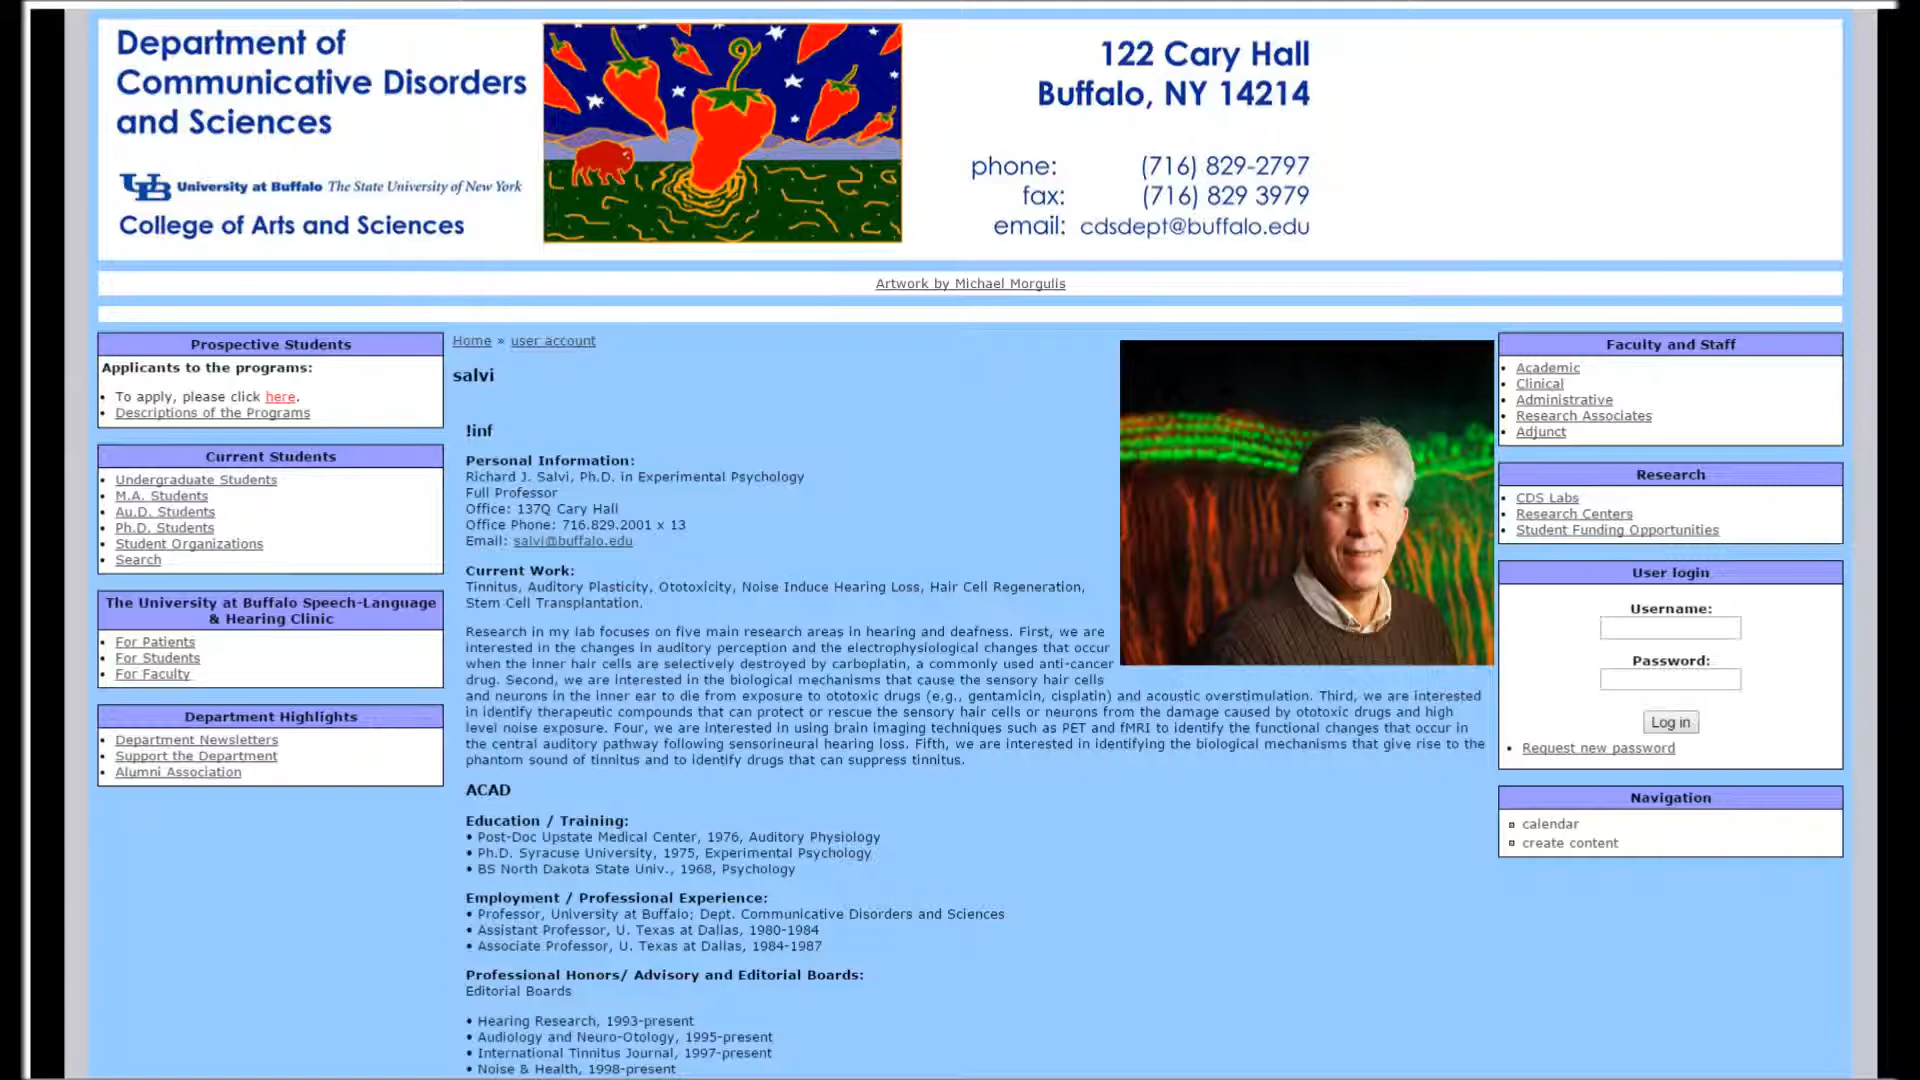 Department of
Communicative Disorders
and Sciences
UB University at Buffalo The State University of New York
College of Arts and Sciences
122 Cary Hall
Buffalo, NY 14214
phone: (716) 829-2797
fax: (716) 829 3979
email: cdsdept@buffalo.edu
Artwork by Michael Morgulis
Prospective Students
Applicants to the programs:
• To apply, please click here.
• Descriptions of the Programs
Current Students
• Undergraduate Students
• M.A. Students
• Au.D. Students
• Ph.D. Students
• Student Organizations
• Search
The University at Buffalo Speech-Language
& Hearing Clinic
• For Patients
• For Students
• For Faculty
Department Highlights
• Department Newsletters
• Support the Department
• Alumni Association
Home » user account
salvi
!inf
Personal Information:
Richard J. Salvi, Ph.D. in Experimental Psychology
Full Professor
Office: 137Q Cary Hall
Office Phone: 716.829.2001 x 13
Email: salvi@buffalo.edu
Current Work:
Tinnitus, Auditory Plasticity, Ototoxicity, Noise Induce Hearing Loss, Hair Cell Regeneration,
Stem Cell Transplantation.
Research in my lab focuses on five main research areas in hearing and deafness. First, we are
interested in the changes in auditory perception and the electrophysiological changes that occur
when the inner hair cells are selectively destroyed by carboplatin, a commonly used anti-cancer
drug. Second, we are interested in the biological mechanisms that cause the sensory hair cells
and neurons in the inner ear to die from exposure to ototoxic drugs (e.g., gentamicin, cisplatin) and acoustic overstimulation. Third, we are interested
in identify therapeutic compounds that can protect or rescue the sensory hair cells or neurons from the damage caused by ototoxic drugs and high
level noise exposure. Four, we are interested in using brain imaging techniques such as PET and fMRI to identify the functional changes that occur in
the central auditory pathway following sensorineural hearing loss. Fifth, we are interested in identifying the biological mechanisms that give rise to the
phantom sound of tinnitus and to identify drugs that can suppress tinnitus.
ACAD
Education / Training:
• Post-Doc Upstate Medical Center, 1976, Auditory Physiology
• Ph.D. Syracuse University, 1975, Experimental Psychology
• BS North Dakota State Univ., 1968, Psychology
Employment / Professional Experience:
• Professor, University at Buffalo; Dept. Communicative Disorders and Sciences
• Assistant Professor, U. Texas at Dallas, 1980-1984
• Associate Professor, U. Texas at Dallas, 1984-1987
Professional Honors/ Advisory and Editorial Boards:
Editorial Boards
• Hearing Research, 1993-present
• Audiology and Neuro-Otology, 1995-present
• International Tinnitus Journal, 1997-present
• Noise & Health, 1998-present
Faculty and Staff
• Academic
• Clinical
• Administrative
• Research Associates
• Adjunct
Research
• CDS Labs
• Research Centers
• Student Funding Opportunities
User login
Username:
Password:
Log in
• Request new password
Navigation
calendar
create content